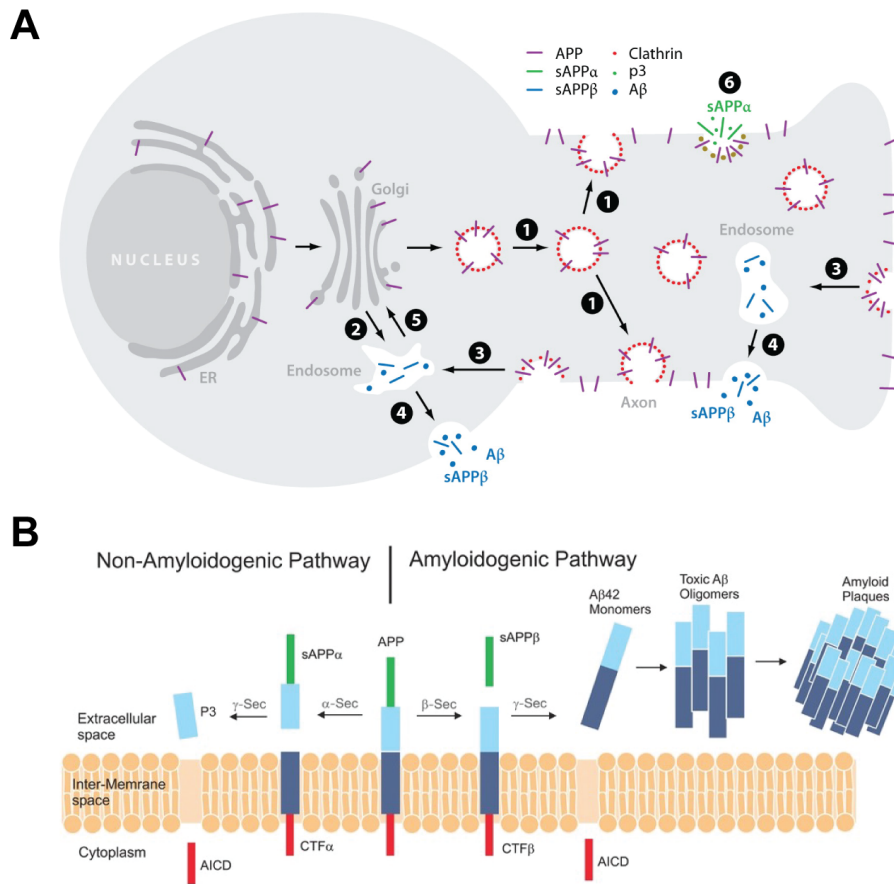 A
APP
Clathrin
sAPPα
p3
sAPPβ
Aβ
6
sAPPα
Golgi
1
NUCLEUS
1
Endosome
3
1
2
5
ER
Endosome
3
4
4
Axon
sAPPβ
Aβ
Aβ
sAPPβ
B
Non-Amyloidogenic Pathway
Amyloidogenic Pathway
Aβ42
Monomers
Toxic Aβ
Oligomers
Amyloid
Plaques
sAPPα
APP
sAPPβ
P3
γ-Sec
α-Sec
β-Sec
γ-Sec
Extracellular
space
Inter-Memrane
space
Cytoplasm
AICD
CTFα
CTFβ
AICD